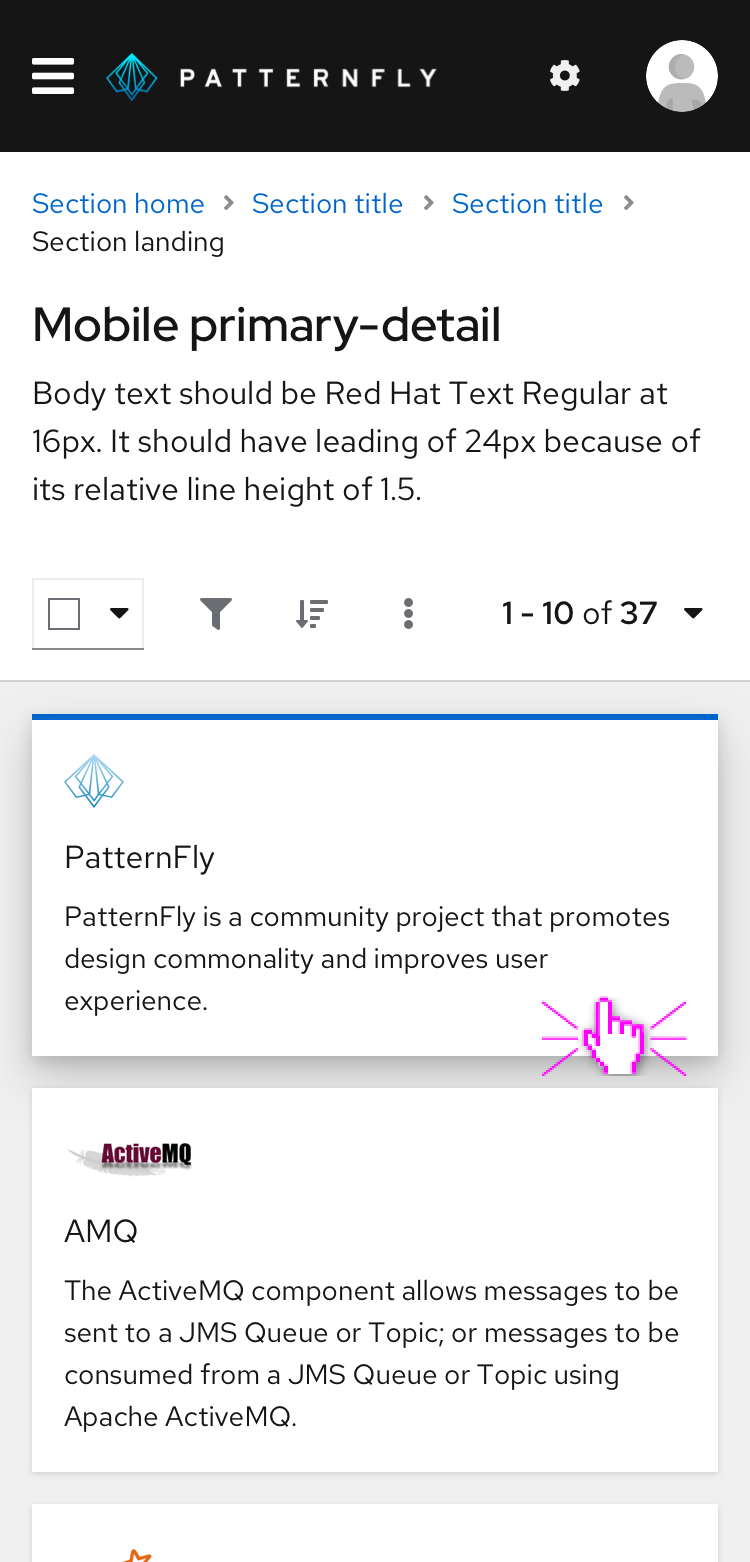 PATTERNFLY
Section home > Section title > Section title >
Section landing
Mobile primary-detail
Body text should be Red Hat Text Regular at
16px. It should have leading of 24px because of
its relative line height of 1.5.
1 - 10 of 37
PatternFly
PatternFly is a community project that promotes
design commonality and improves user
experience.
ActiveMQ
AMQ
The ActiveMQ component allows messages to be
sent to a JMS Queue or Topic; or messages to be
consumed from a JMS Queue or Topic using
Apache ActiveMQ.